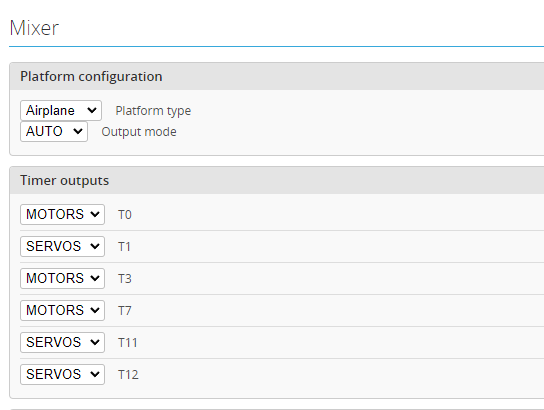 Mixer
Platform configuration
Airplane Platform type
AUTO Output mode
Timer outputs
MOTORS T0
SERVOS T1
MOTORS T3
MOTORS T7
SERVOS T11
SERVOS T12